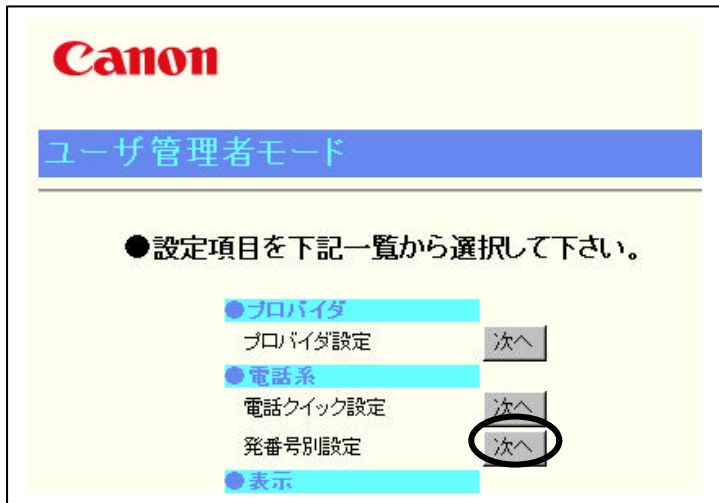 Canon
ユーザ管理者モード
●設定項目を下記一覧から選択して下さい。
●プロバイダ
プロバイダ設定 次へ
●電話系
電話クイック設定 次へ
発番号別設定 次へ
●表示